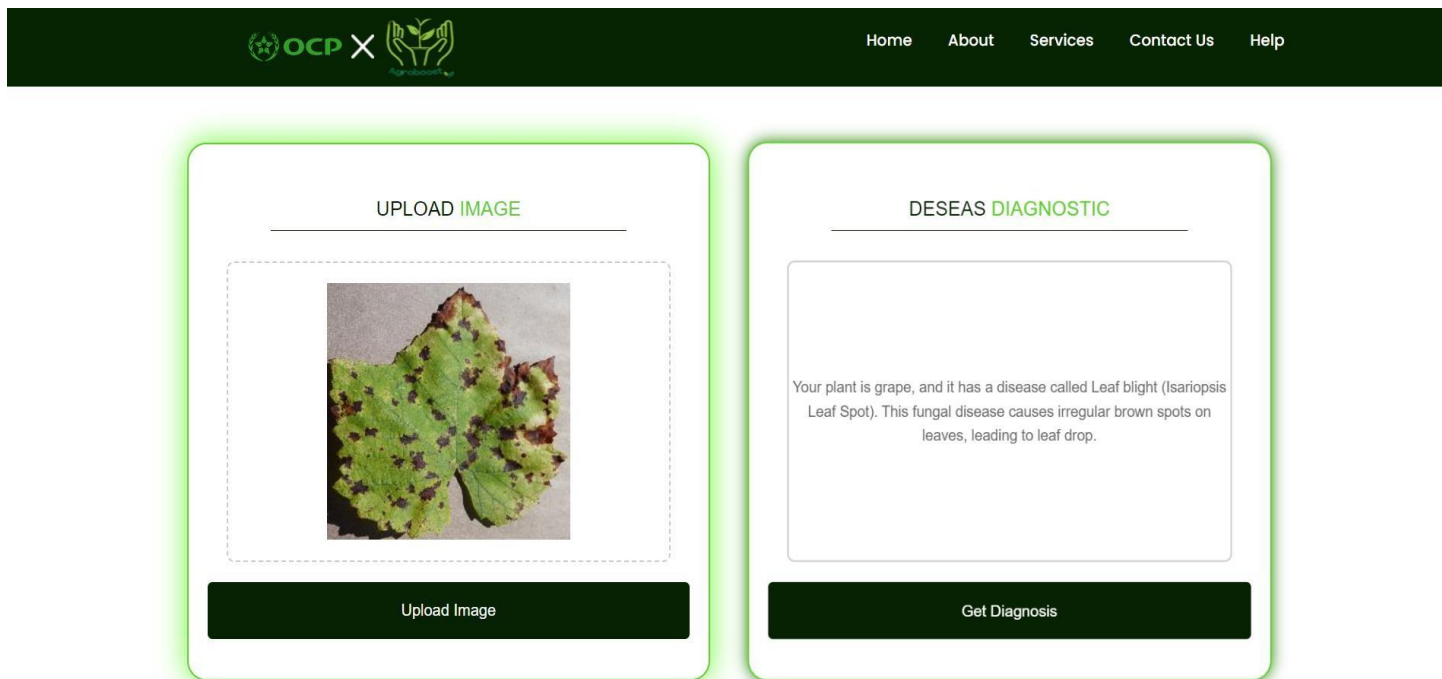 OCP X Agroboost
Home About Services Contact Us Help
UPLOAD IMAGE
DESEAS DIAGNOSTIC
Your plant is grape, and it has a disease called Leaf blight (Isariopsis
Leaf Spot). This fungal disease causes irregular brown spots on
leaves, leading to leaf drop.
Upload Image
Get Diagnosis